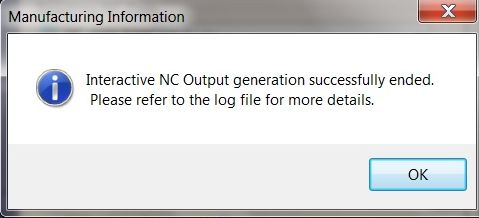 Manufacturing Information
Interactive NC Output generation successfully ended.
Please refer to the log file for more details.
OK